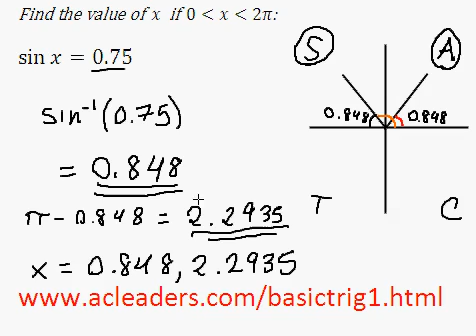 Find the value of x if 0 < x < 2π:
sin x = 0.75
sin⁻¹(0.75)
= 0.848
π - 0.848 = 2.2935
x = 0.848, 2.2935
www.acleaders.com/basictrig1.html
S A
0.848 0.848
T C